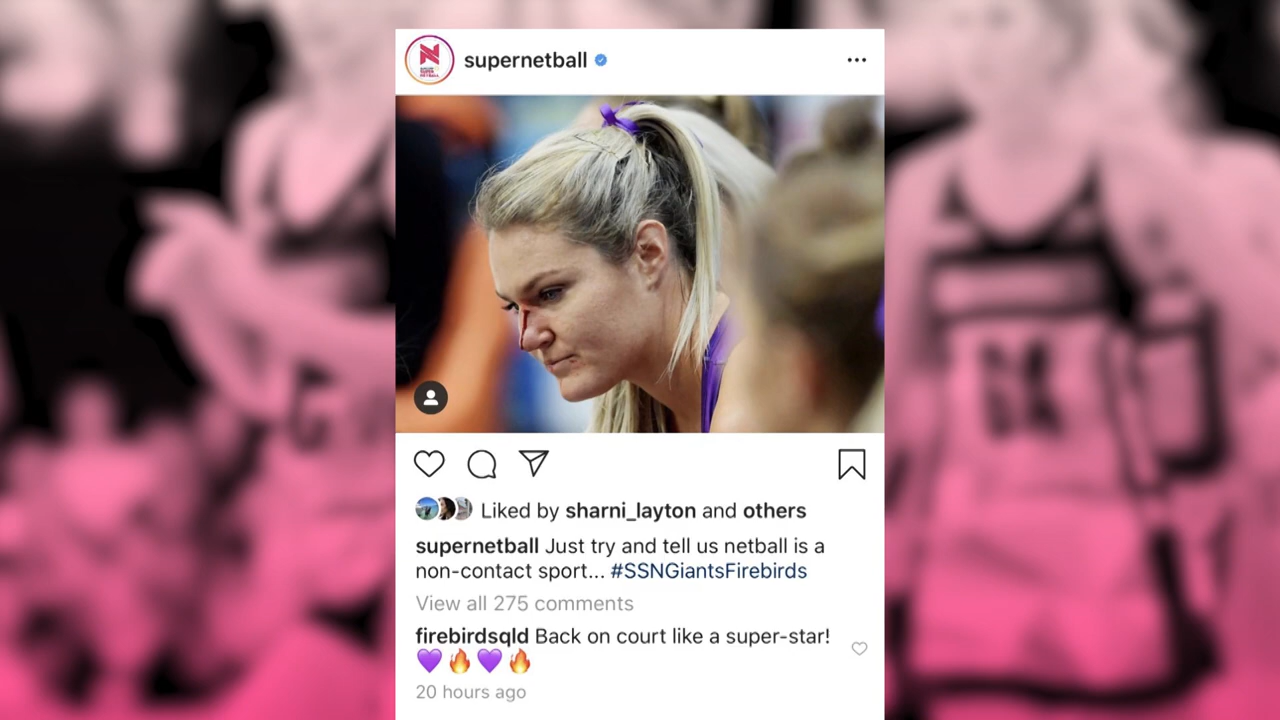 supernetball
Liked by sharni_layton and others
supernetball Just try and tell us netball is a
non-contact sport... #SSNGiantsFirebirds
View all 275 comments
firebirdsqld Back on court like a super-star!
💜🔥💜🔥
20 hours ago